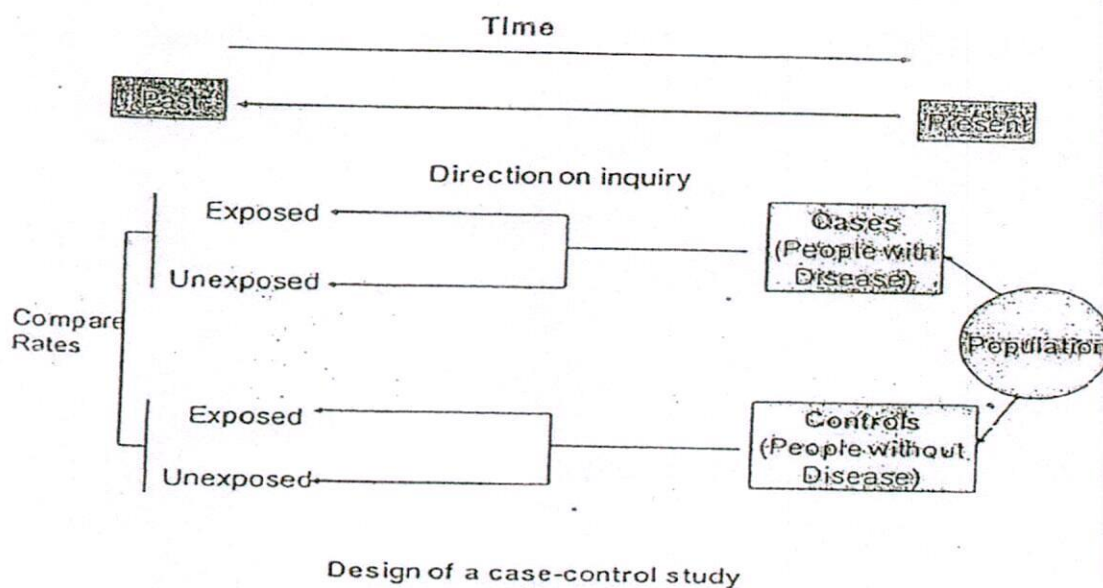 TIme
Past
Present
Direction on inquiry
Exposed
Unexposed
Cases
(People with
Disease)
Compare
Rates
Population
Exposed
Unexposed
Controls
(People without
Disease)
Design of a case-control study